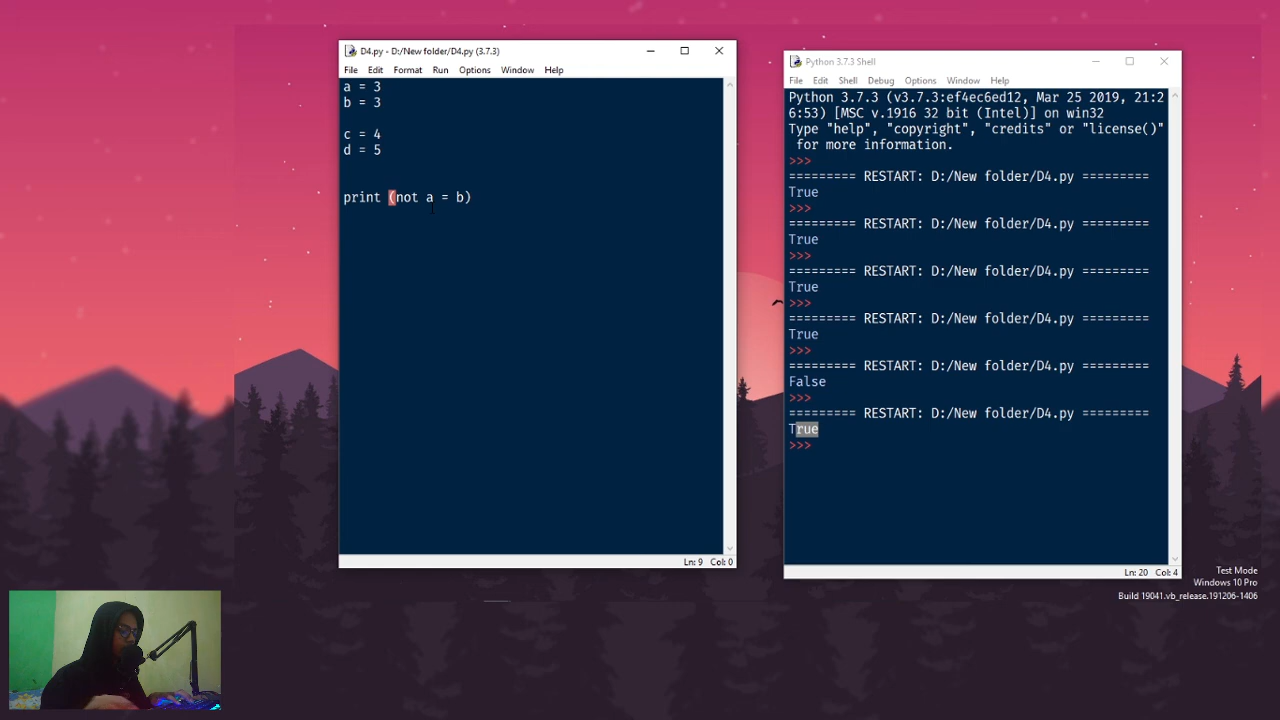 D4.py - D:/New folder/D4.py (3.7.3)
File Edit Format Run Options Window Help
a = 3
b = 3
c = 4
d = 5
print (not a = b)
Ln: 9 Col: 0
Python 3.7.3 Shell
File Edit Shell Debug Options Window Help
Python 3.7.3 (v3.7.3:ef4ec6ed12, Mar 25 2019, 21:2
6:53) [MSC v.1916 32 bit (Intel)] on win32
Type "help", "copyright", "credits" or "license()"
for more information.
>>>
========= RESTART: D:/New folder/D4.py =========
True
>>>
========= RESTART: D:/New folder/D4.py =========
True
>>>
========= RESTART: D:/New folder/D4.py =========
True
>>>
========= RESTART: D:/New folder/D4.py =========
True
>>>
========= RESTART: D:/New folder/D4.py =========
False
>>>
========= RESTART: D:/New folder/D4.py =========
True
>>>
Ln: 20 Col: 4
Test Mode
Windows 10 Pro
Build 19041.vb_release.191206-1406